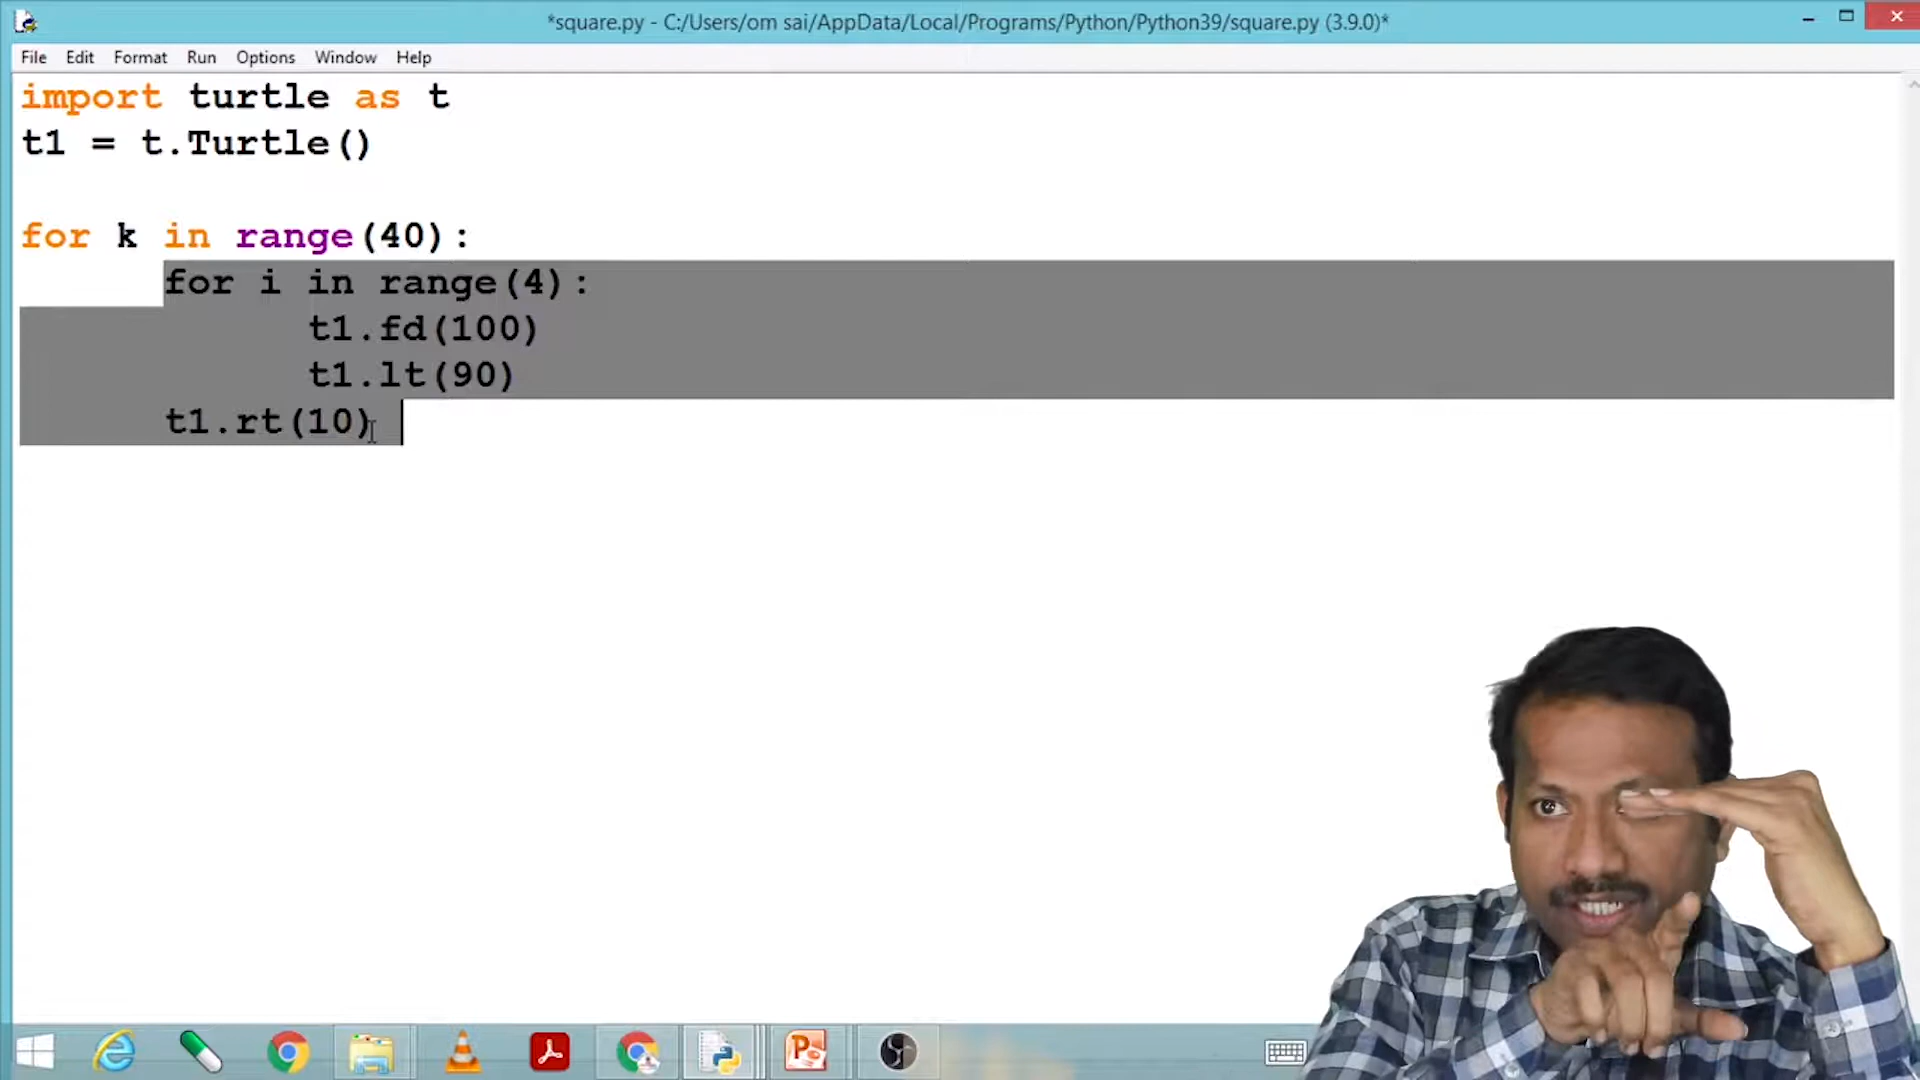 *square.py - C:/Users/om sai/AppData/Local/Programs/Python/Python39/square.py (3.9.0)*
File Edit Format Run Options Window Help
import turtle as t
t1 = t.Turtle()
for k in range(40):
for i in range(4):
t1.fd(100)
t1.lt(90)
t1.rt(10)